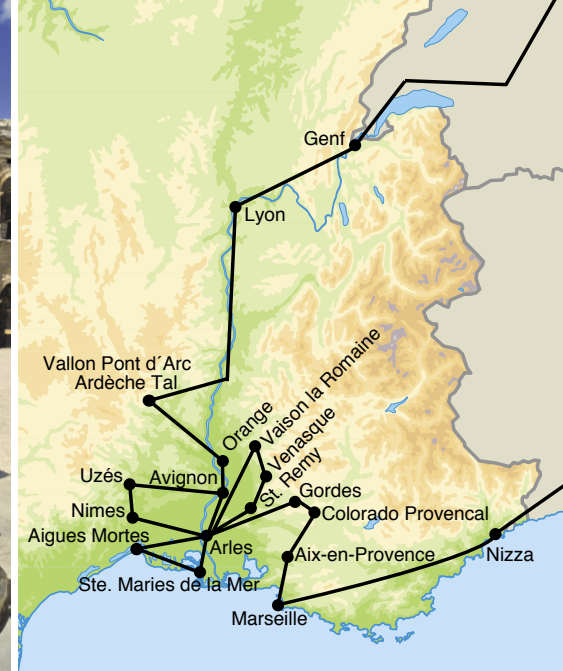 Genf
Lyon
Vallon Pont d´Arc
Ardèche Tal
Orange
Vaison la Romaine
Venasque
St. Remy
Uzés
Avignon
Gordes
Nimes
Colorado Provencal
Aigues Mortes
Arles
Aix-en-Provence
Nizza
Ste. Maries de la Mer
Marseille